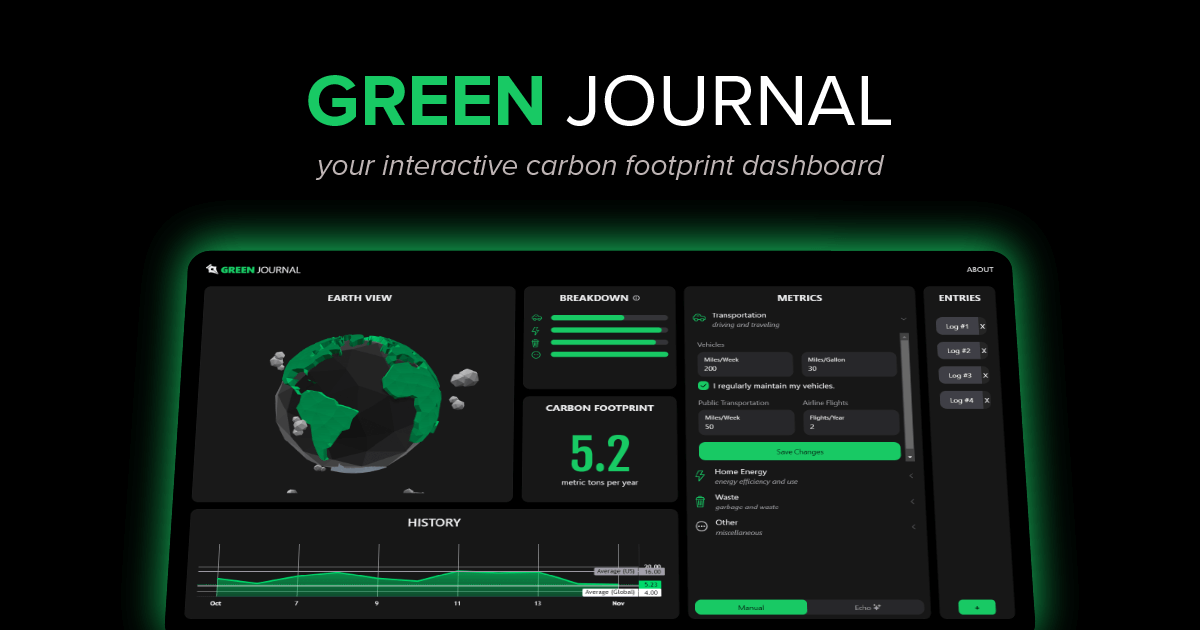 GREEN JOURNAL
your interactive carbon footprint dashboard
GREEN JOURNAL
ABOUT
EARTH VIEW
BREAKDOWN
CARBON FOOTPRINT
5.2
metric tons per year
METRICS
Transportation
driving and traveling
Vehicles
Miles/Week
200
Miles/Gallon
30
I regularly maintain my vehicles.
Public Transportation
Miles/Week
50
Airline Flights
Flights/Year
2
Save Changes
Home Energy
energy efficiency and use
Waste
garbage and waste
Other
miscellaneous
Manual
Echo
ENTRIES
Log #1 X
Log #2 X
Log #3 X
Log #4 X
+
HISTORY
20.00
Average (US) 16.00
5.23
Average (Global) 4.00
Oct 7 9 11 13 Nov